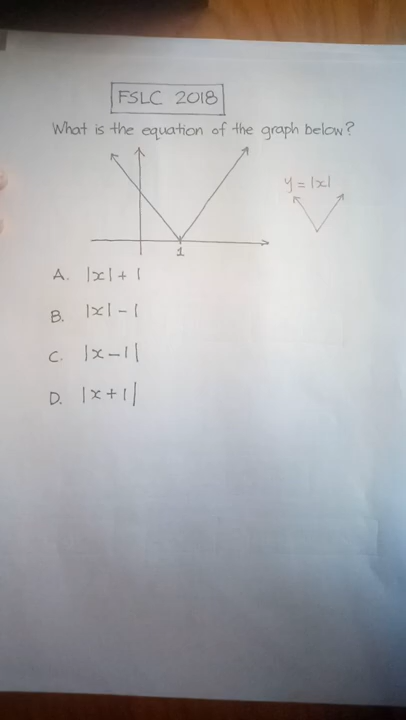 FSLC 2018
What is the equation of the graph below?
y = |x|
1
A. |x| + 1
B. |x| - 1
C. |x - 1|
D. |x + 1|